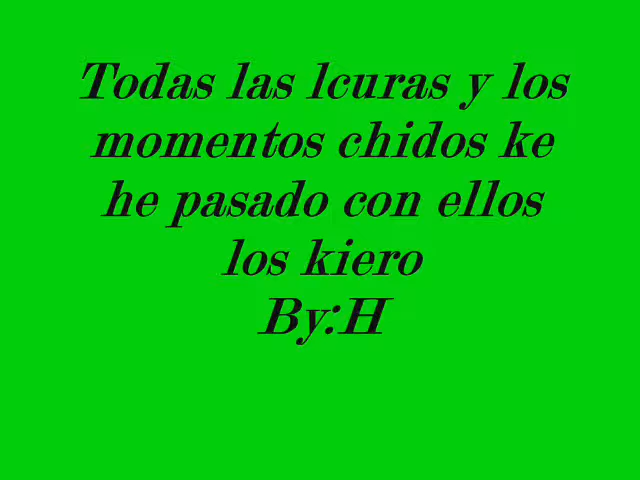 Todas las lcuras y los
momentos chidos ke
he pasado con ellos
los kiero
By:H